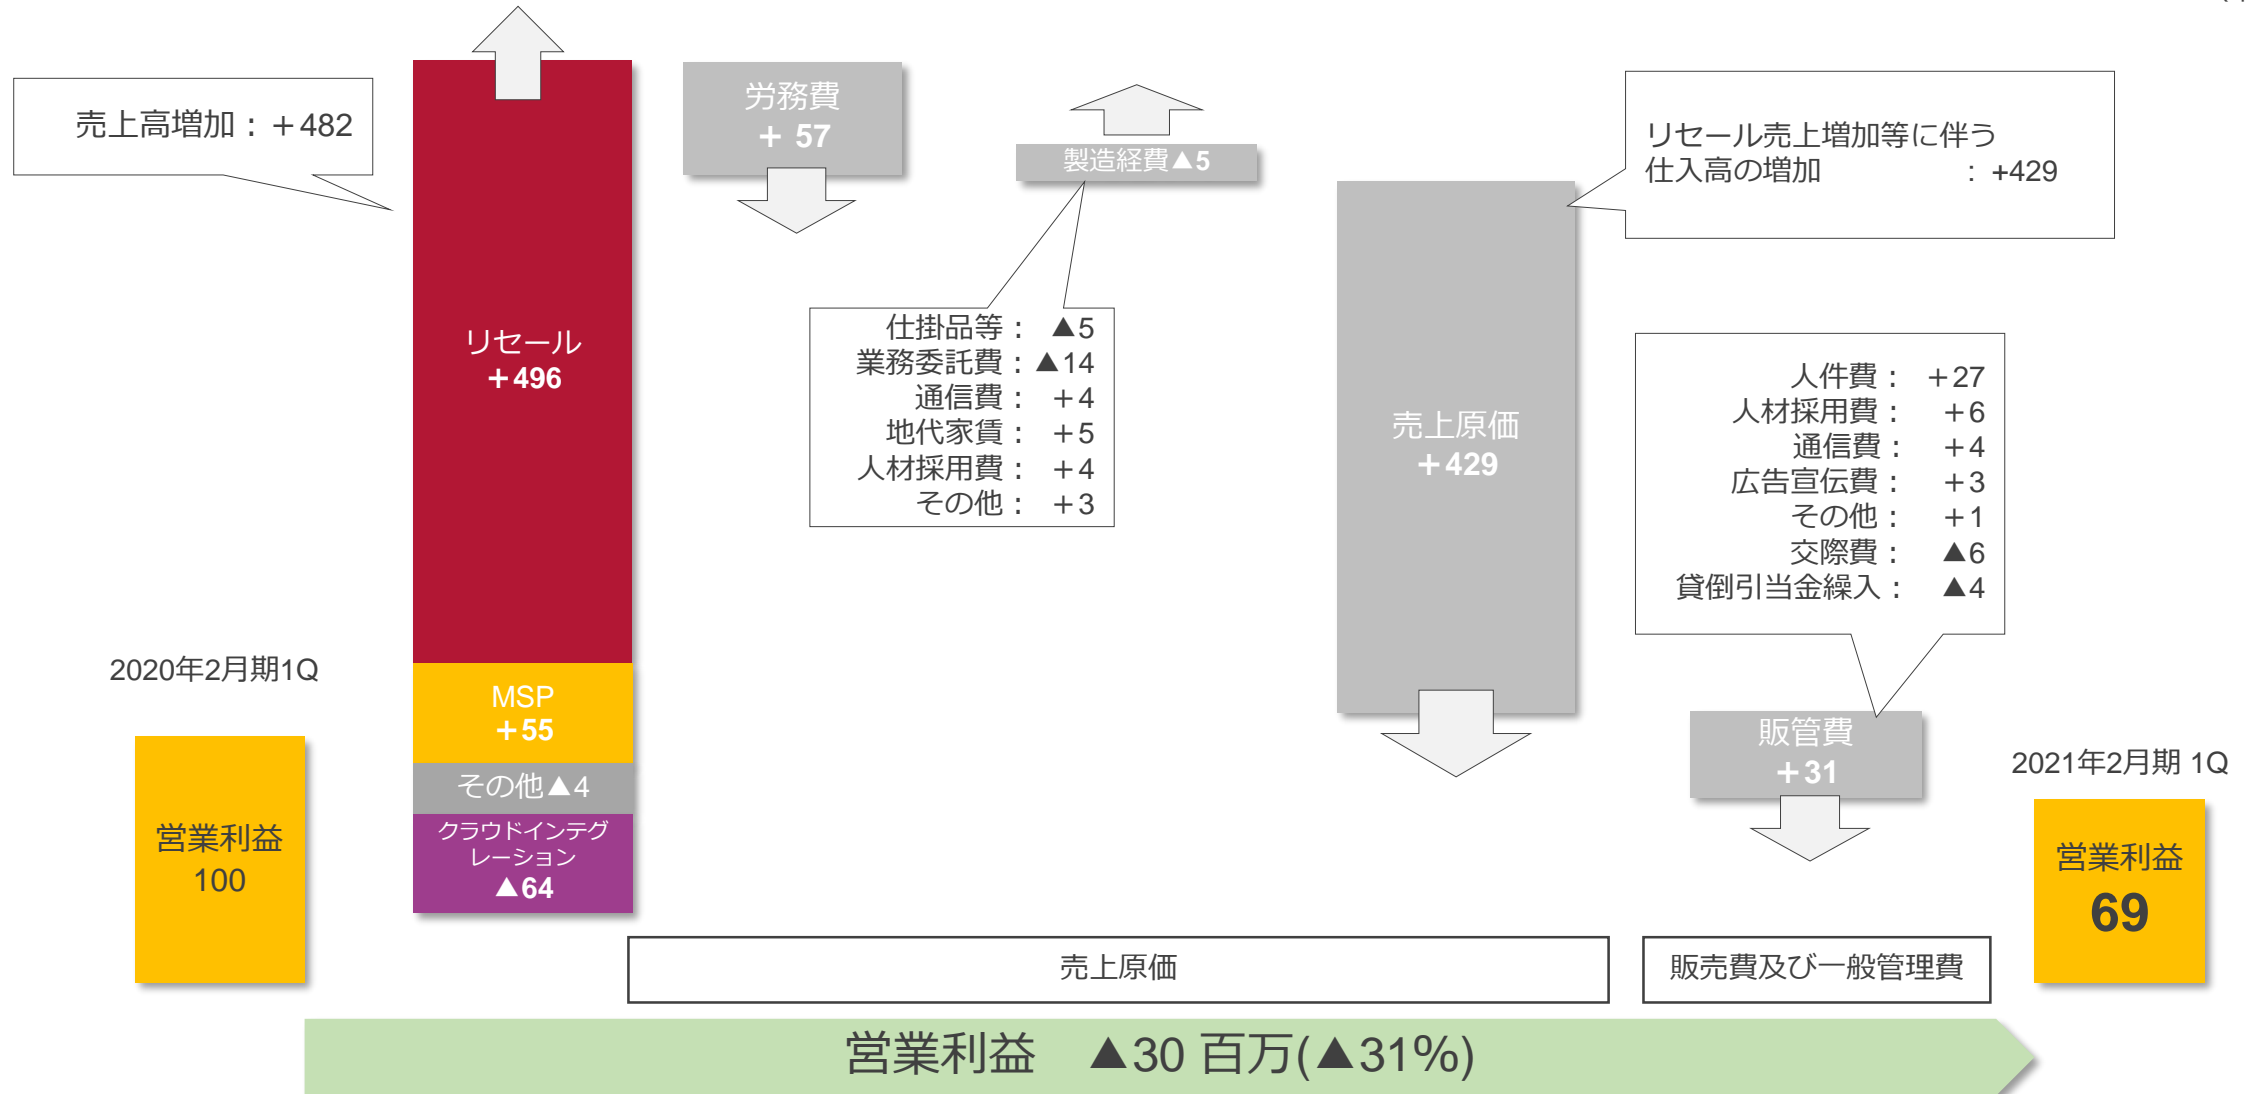 売上高増加：＋482
リセール
＋496
MSP
＋55
その他▲4
クラウドインテグ
レーション
▲64
2020年2月期1Q
営業利益
100
労務費
＋ 57
製造経費▲5
仕掛品等： ▲5
業務委託費：▲14
通信費： ＋4
地代家賃： ＋5
人材採用費： ＋4
その他： ＋3
売上原価
＋429
リセール売上増加等に伴う
仕入高の増加 ：+429
人件費： ＋27
人材採用費： ＋6
通信費： ＋4
広告宣伝費： ＋3
その他： ＋1
交際費： ▲6
貸倒引当金繰入： ▲4
販管費
＋31
2021年2月期 1Q
営業利益
69
売上原価
販売費及び一般管理費
営業利益 ▲30 百万(▲31%)